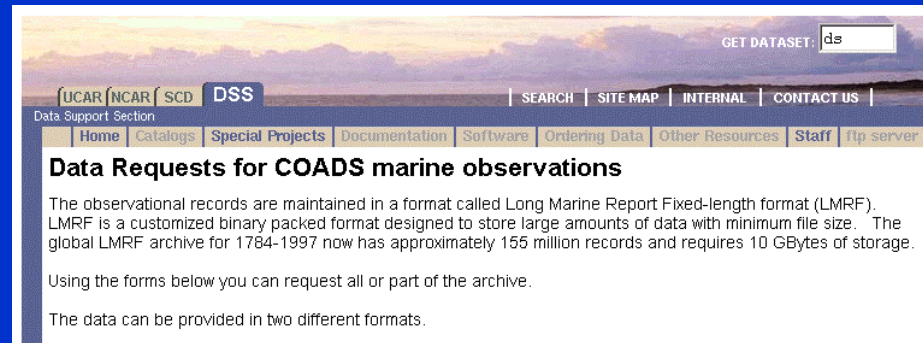 GET DATASET: ds
UCAR NCAR SCD DSS
SEARCH | SITE MAP | INTERNAL | CONTACT US |
Data Support Section
Home | Catalogs | Special Projects | Documentation | Software | Ordering Data | Other Resources | Staff | ftp server
Data Requests for COADS marine observations
The observational records are maintained in a format called Long Marine Report Fixed-length format (LMRF).
LMRF is a customized binary packed format designed to store large amounts of data with minimum file size. The
global LMRF archive for 1784-1997 now has approximately 155 million records and requires 10 GBytes of storage.
Using the forms below you can request all or part of the archive.
The data can be provided in two different formats.